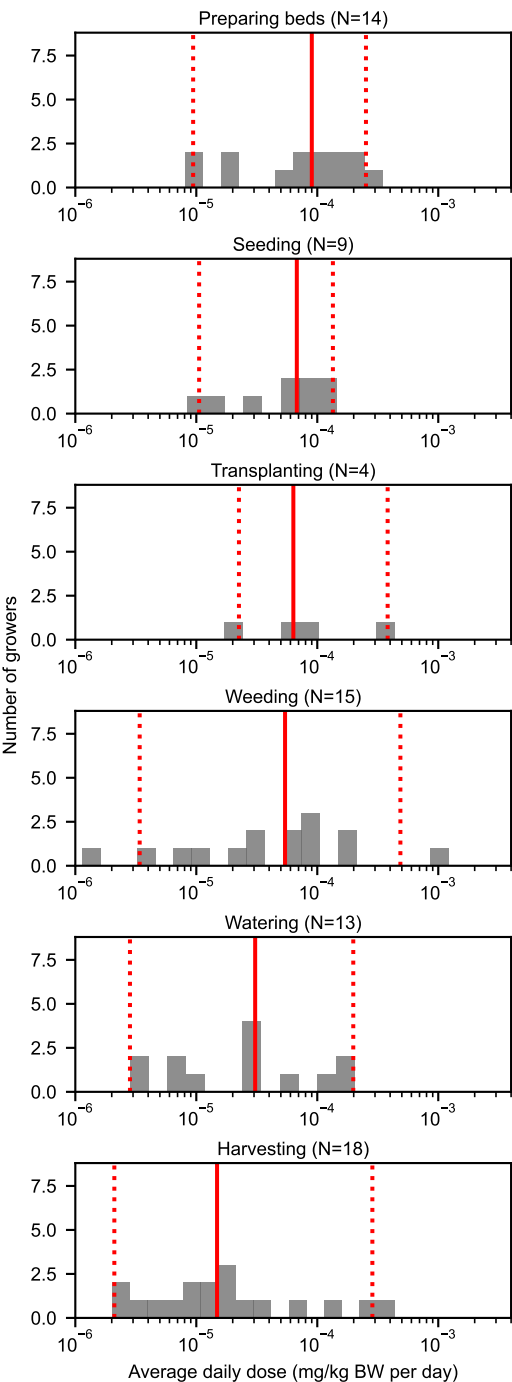 Preparing beds (N=14)
7.5
5.0
2.5
0.0
10⁻⁶ 10⁻⁵ 10⁻⁴ 10⁻³
Seeding (N=9)
7.5
5.0
2.5
0.0
10⁻⁶ 10⁻⁵ 10⁻⁴ 10⁻³
Transplanting (N=4)
7.5
5.0
2.5
0.0
10⁻⁶ 10⁻⁵ 10⁻⁴ 10⁻³
Number of growers
Weeding (N=15)
7.5
5.0
2.5
0.0
10⁻⁶ 10⁻⁵ 10⁻⁴ 10⁻³
Watering (N=13)
7.5
5.0
2.5
0.0
10⁻⁶ 10⁻⁵ 10⁻⁴ 10⁻³
Harvesting (N=18)
7.5
5.0
2.5
0.0
10⁻⁶ 10⁻⁵ 10⁻⁴ 10⁻³
Average daily dose (mg/kg BW per day)